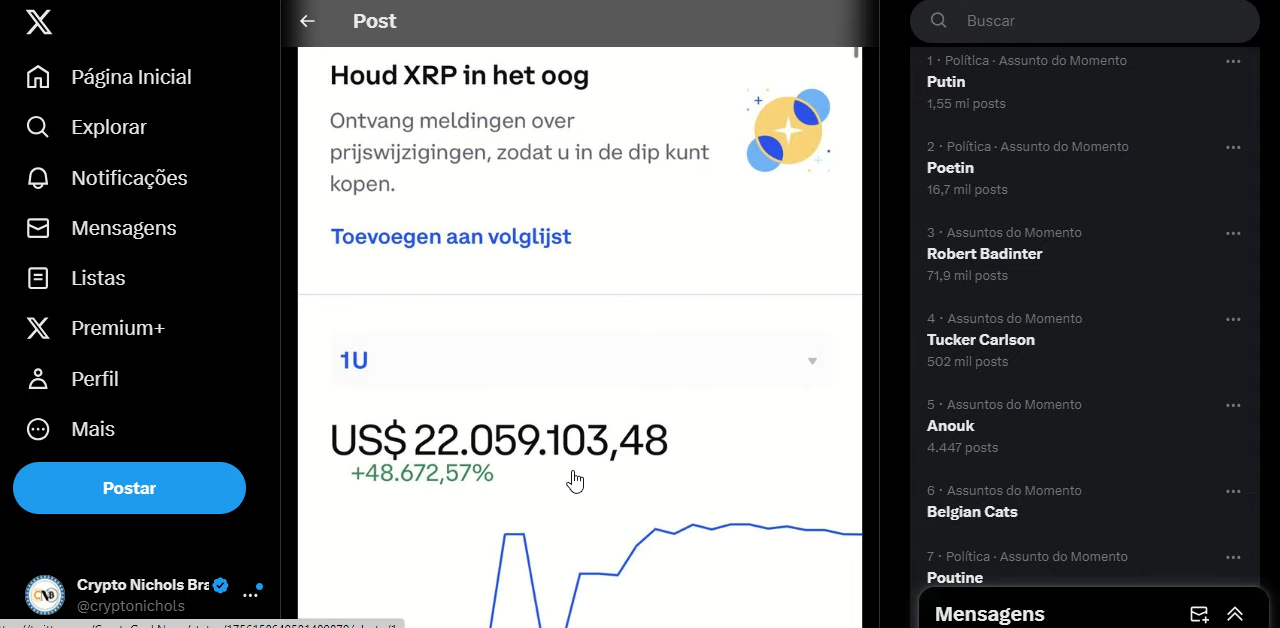 Página Inicial
Explorar
Notificações
Mensagens
Listas
Premium+
Perfil
Mais
Postar
Crypto Nichols Bra
@cryptonichols
Post
Houd XRP in het oog
Ontvang meldingen over
prijswijzigingen, zodat u in de dip kunt
kopen.
Toevoegen aan volglijst
1U
US$ 22.059.103,48
+48.672,57%
Buscar
1 · Política · Assunto do Momento
Putin
1,55 mi posts
2 · Política · Assunto do Momento
Poetin
16,7 mil posts
3 · Assuntos do Momento
Robert Badinter
71,9 mil posts
4 · Assuntos do Momento
Tucker Carlson
502 mil posts
5 · Assuntos do Momento
Anouk
4.447 posts
6 · Assuntos do Momento
Belgian Cats
7 · Política · Assunto do Momento
Poutine
Mensagens